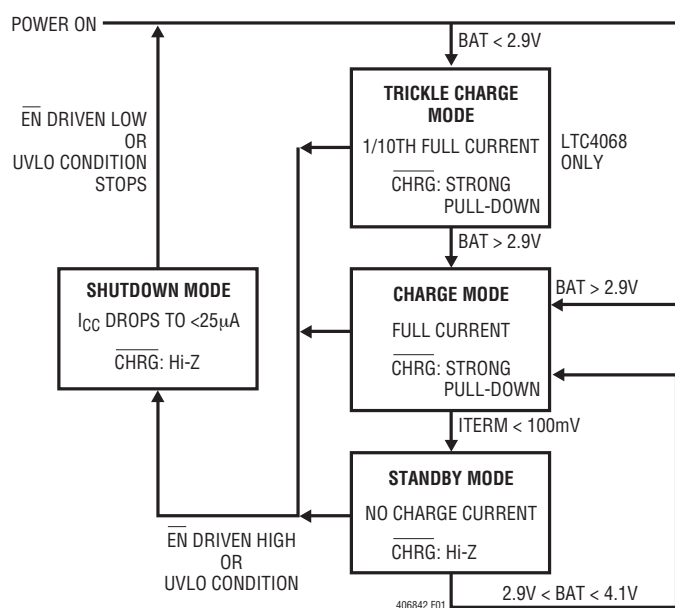 POWER ON
BAT < 2.9V
TRICKLE CHARGE
MODE
1/10TH FULL CURRENT
CHRG: STRONG
PULL-DOWN
LTC4068
ONLY
EN DRIVEN LOW
OR
UVLO CONDITION
STOPS
BAT > 2.9V
SHUTDOWN MODE
ICC DROPS TO <25µA
CHRG: Hi-Z
CHARGE MODE
FULL CURRENT
CHRG: STRONG
PULL-DOWN
BAT > 2.9V
ITERM < 100mV
STANDBY MODE
NO CHARGE CURRENT
CHRG: Hi-Z
EN DRIVEN HIGH
OR
UVLO CONDITION
2.9V < BAT < 4.1V
406842 F01